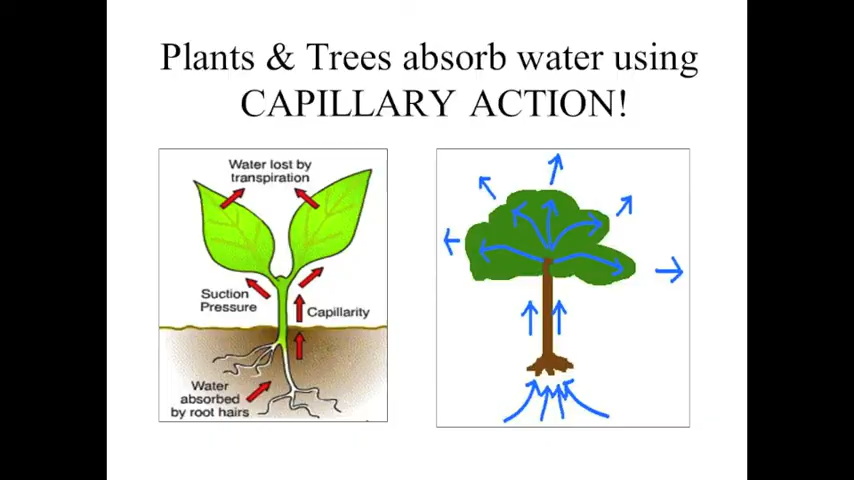 Plants & Trees absorb water using
CAPILLARY ACTION!
Water lost by
transpiration
Suction
Pressure
Capillarity
Water
absorbed
by root hairs